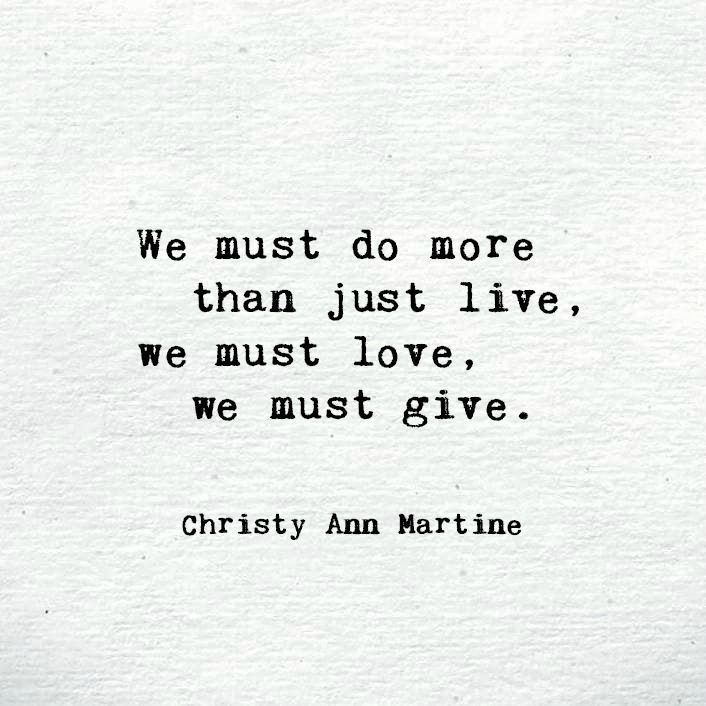 We must do more
than just live,
we must love,
we must give.
Christy Ann Martine